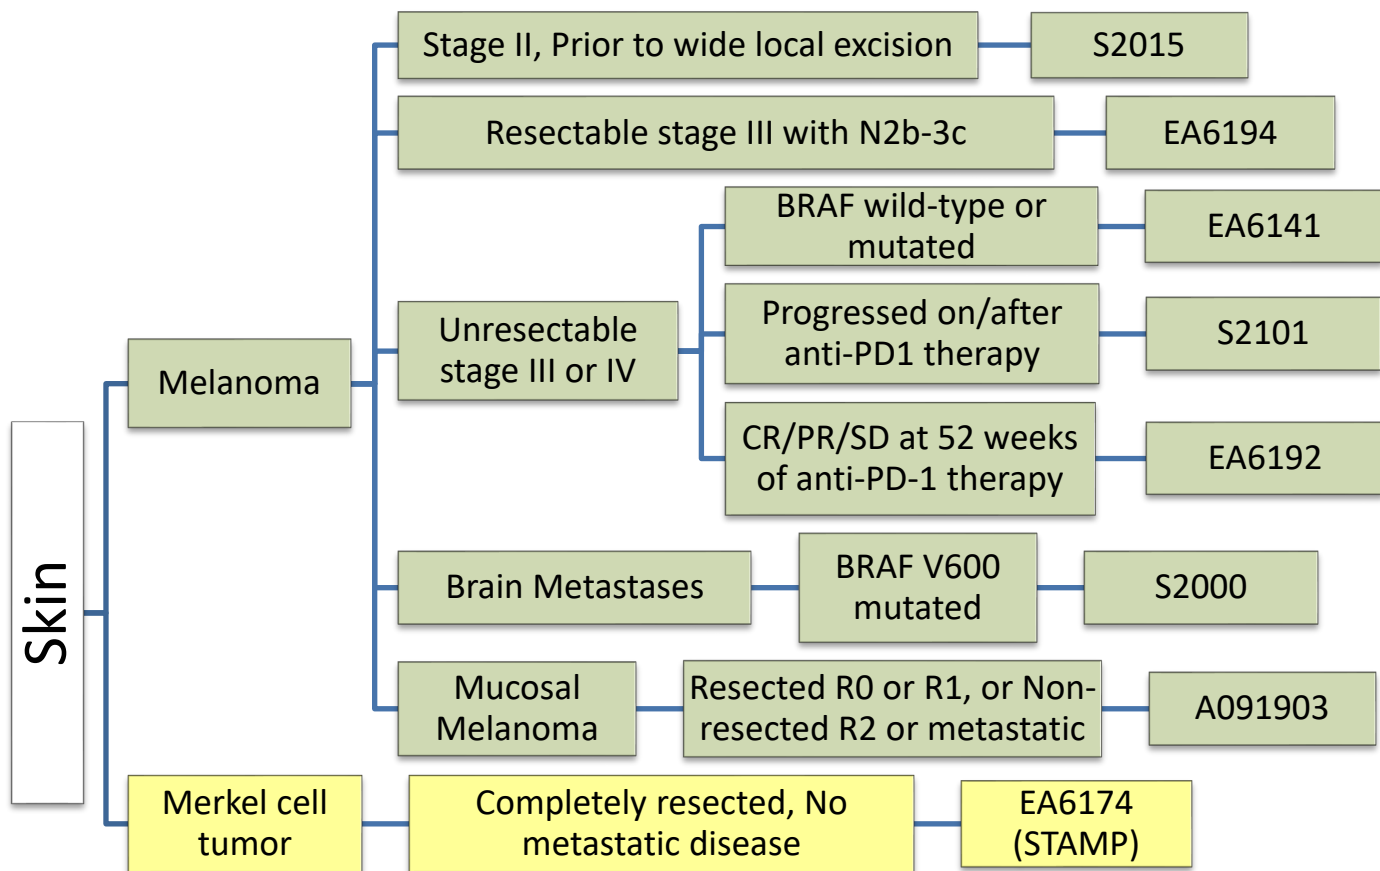 Skin
Melanoma
Stage II, Prior to wide local excision
S2015
Resectable stage III with N2b-3c
EA6194
Unresectable
stage III or IV
BRAF wild-type or
mutated
EA6141
Progressed on/after
anti-PD1 therapy
S2101
CR/PR/SD at 52 weeks
of anti-PD-1 therapy
EA6192
Brain Metastases
BRAF V600
mutated
S2000
Mucosal
Melanoma
Resected R0 or R1, or Non-
resected R2 or metastatic
A091903
Merkel cell
tumor
Completely resected, No
metastatic disease
EA6174
(STAMP)